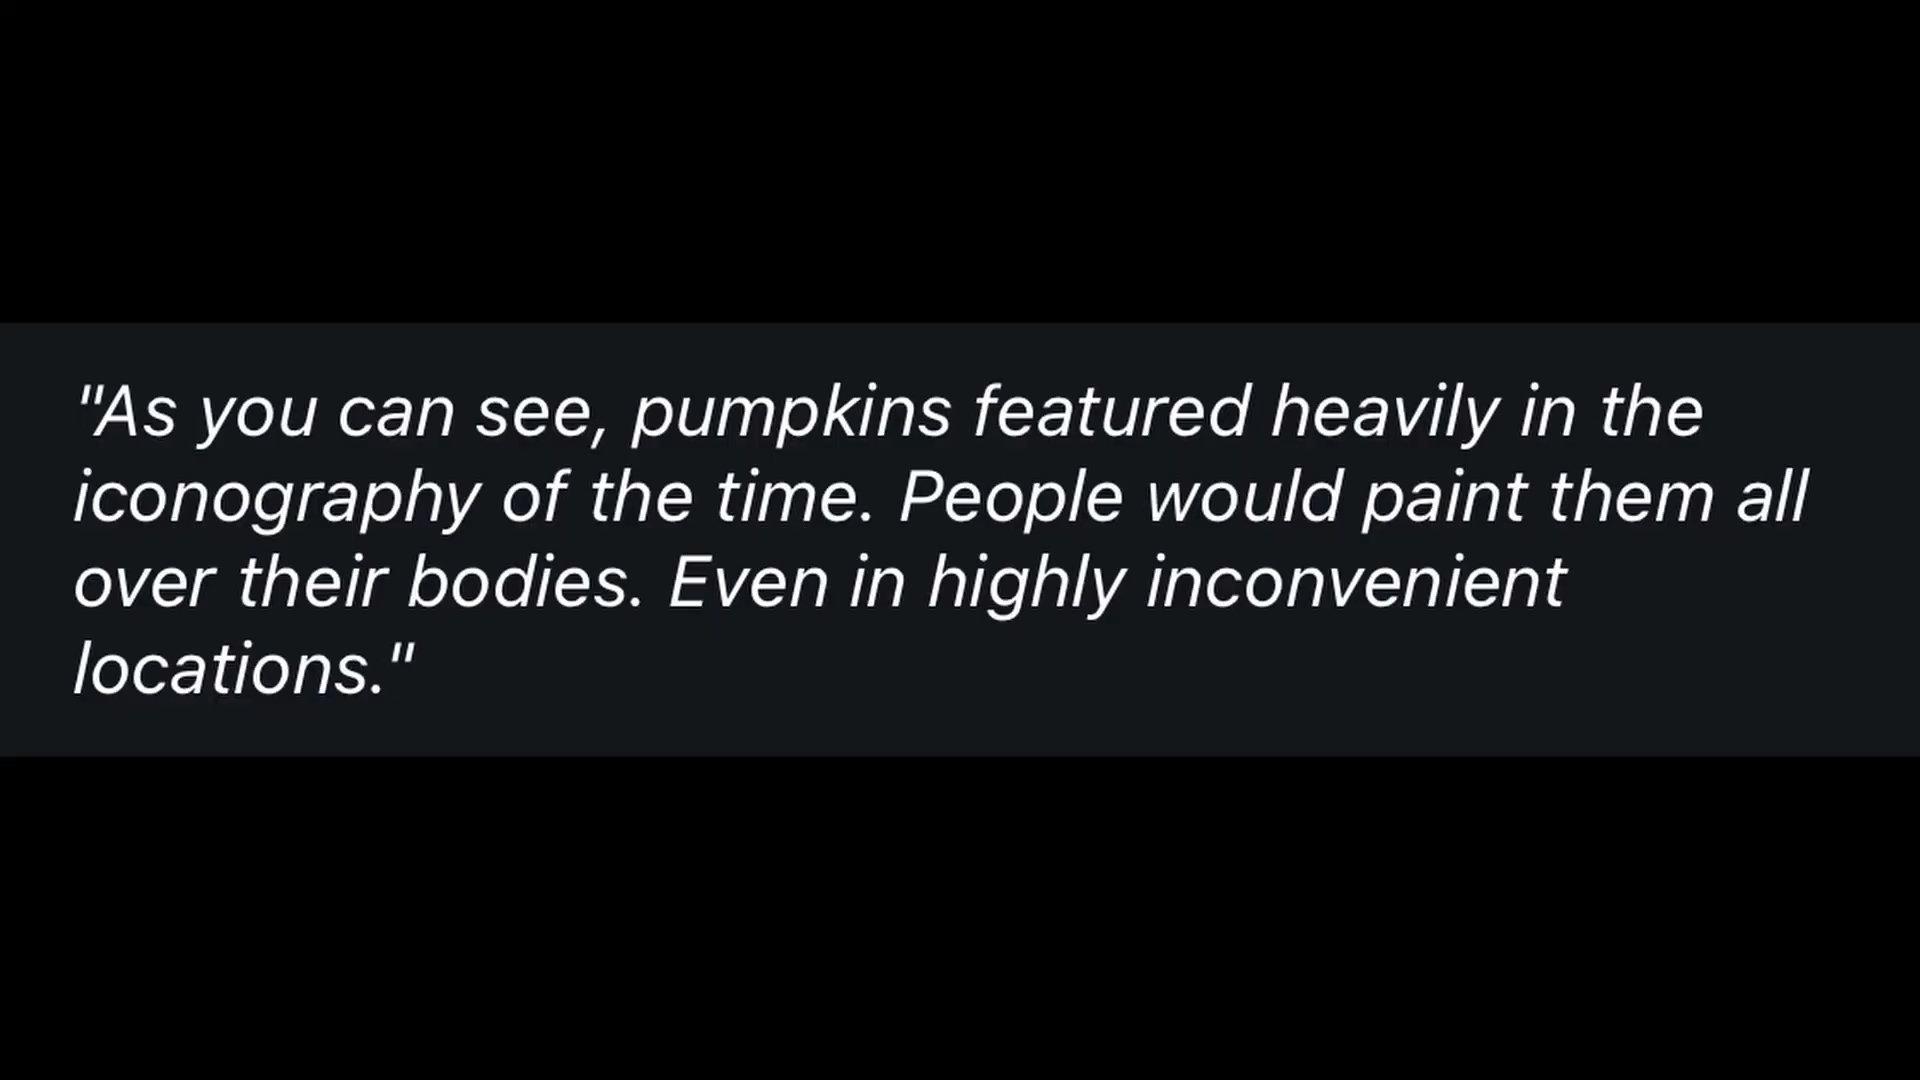 "As you can see, pumpkins featured heavily in the
iconography of the time. People would paint them all
over their bodies. Even in highly inconvenient
locations."